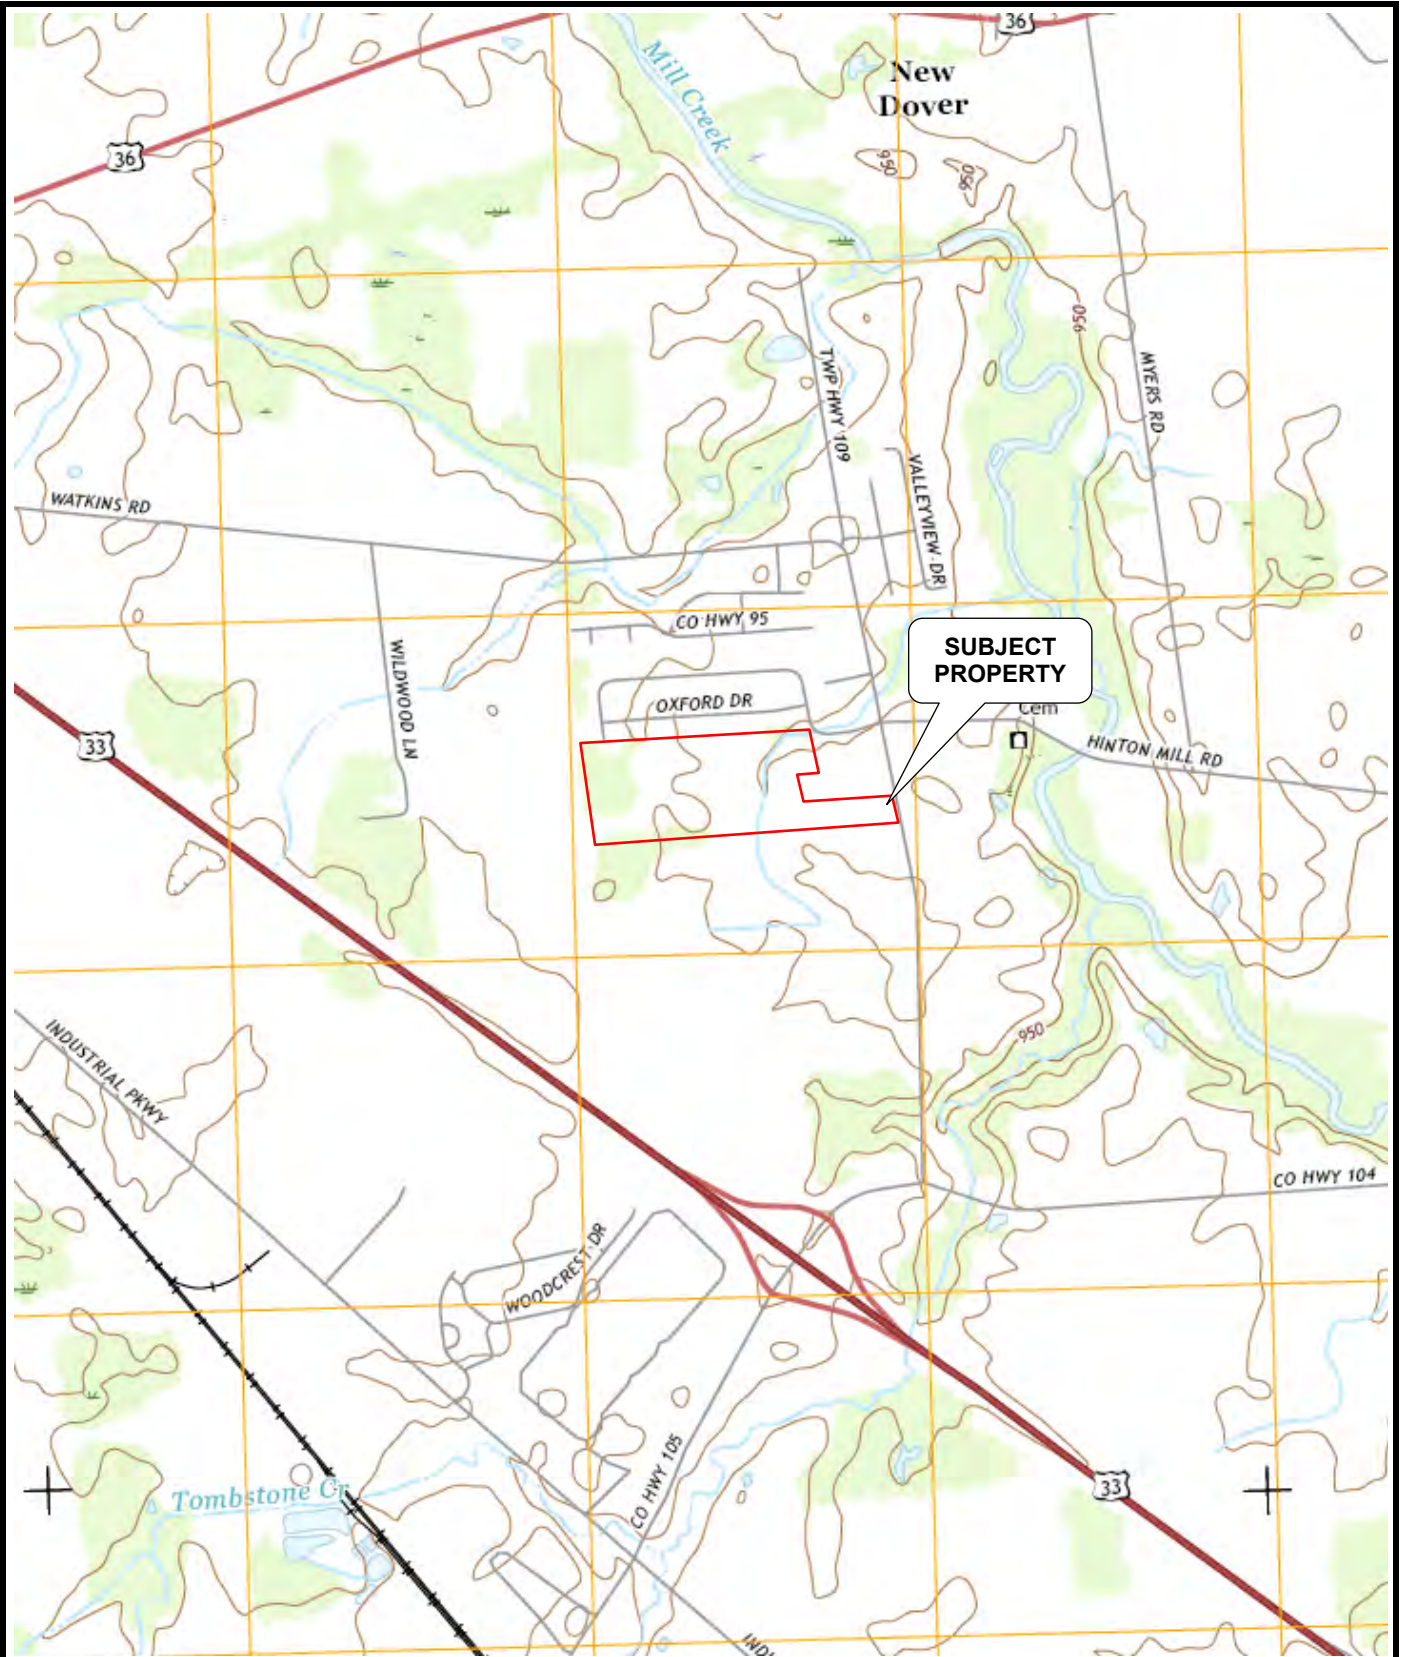 36
Mill Creek
New
Dover
36
950
950
950
TWP HWY 109
MYERS RD
VALLEYVIEW DR
WATKINS RD
CO HWY 95
WILDWOOD LN
SUBJECT
PROPERTY
OXFORD DR
Cem
33
HINTON MILL RD
950
INDUSTRIAL PKWY
CO HWY 104
WOODCREST DR
CO HWY 105
33
Tombstone Cr